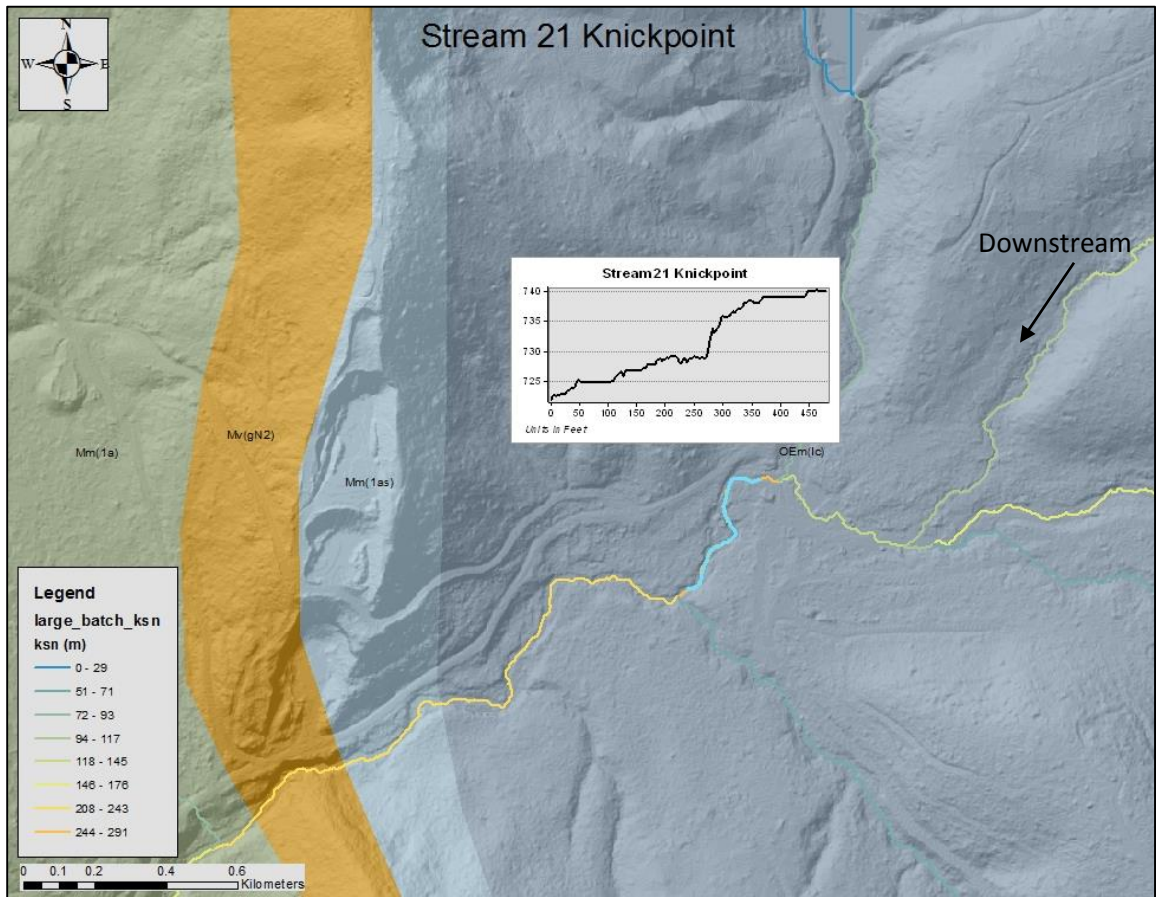 Stream 21 Knickpoint
N
W E
S
Downstream
Stream21 Knickpoint
740
735
730
725
0 50 100 150 200 250 300 350 400 450
Units in Feet
OEm(lc)
Mm(1a)
Mv(gN2)
Mm(1as)
Legend
large_batch_ksn
ksn (m)
0 - 29
51 - 71
72 - 93
94 - 117
118 - 145
146 - 176
208 - 243
244 - 291
0 0.1 0.2 0.4 0.6
Kilometers